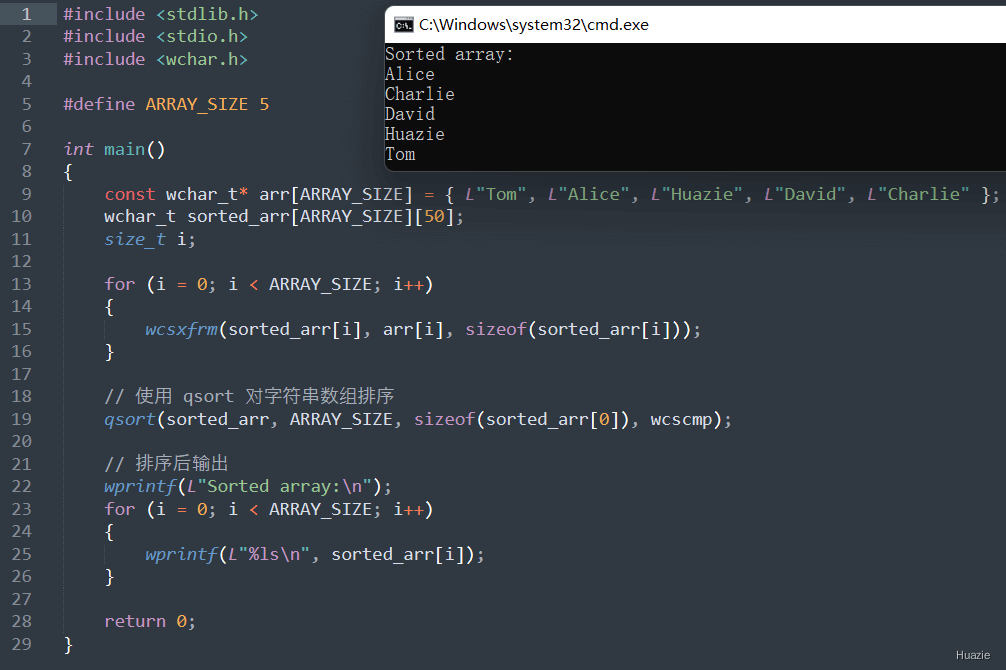 1 #include <stdlib.h>
2 #include <stdio.h>
3 #include <wchar.h>
4
5 #define ARRAY_SIZE 5
6
7 int main()
8 {
9     const wchar_t* arr[ARRAY_SIZE] = { L"Tom", L"Alice", L"Huazie", L"David", L"Charlie" };
10     wchar_t sorted_arr[ARRAY_SIZE][50];
11     size_t i;
12
13     for (i = 0; i < ARRAY_SIZE; i++)
14     {
15         wcsxfrm(sorted_arr[i], arr[i], sizeof(sorted_arr[i]));
16     }
17
18     // 使用 qsort 对字符串数组排序
19     qsort(sorted_arr, ARRAY_SIZE, sizeof(sorted_arr[0]), wcscmp);
20
21     // 排序后输出
22     wprintf(L"Sorted array:\n");
23     for (i = 0; i < ARRAY_SIZE; i++)
24     {
25         wprintf(L"%ls\n", sorted_arr[i]);
26     }
27
28     return 0;
29 }
C:\Windows\system32\cmd.exe
Sorted array:
Alice
Charlie
David
Huazie
Tom
Huazie